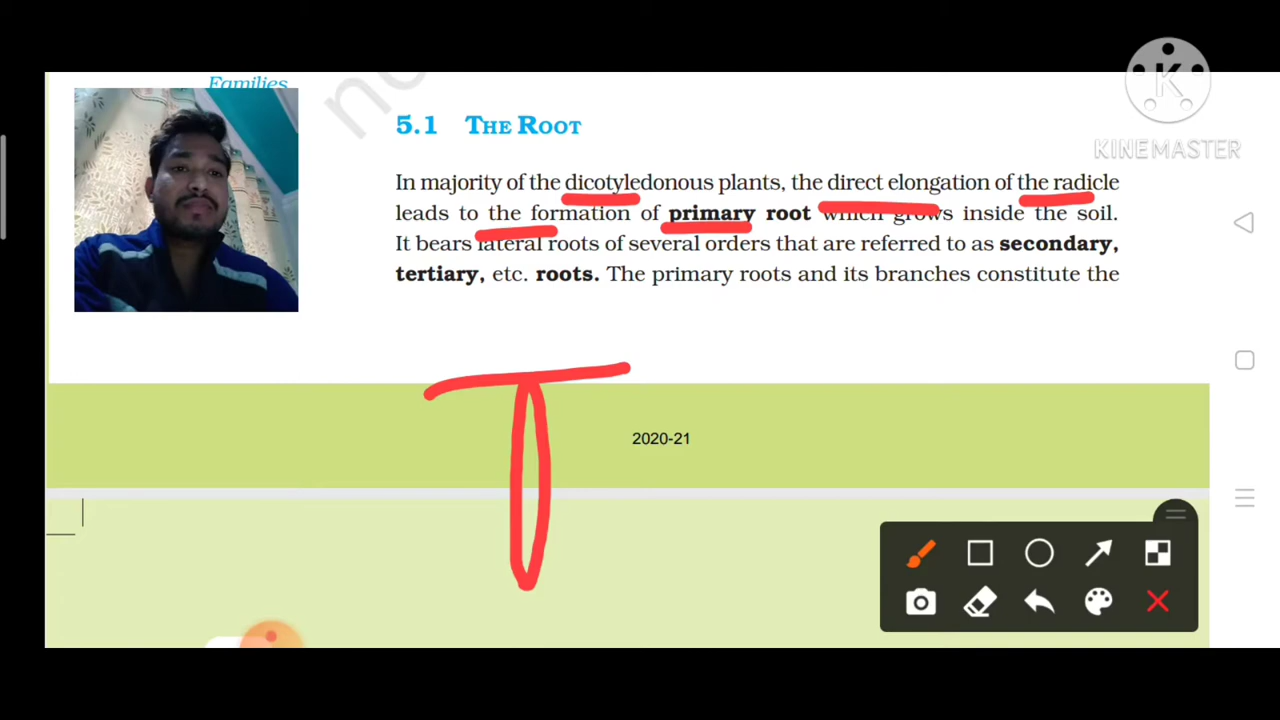 Families
no
K
KINEMASTER
5.1 THE ROOT
In majority of the dicotyledonous plants, the direct elongation of the radicle
leads to the formation of primary root which grows inside the soil.
It bears lateral roots of several orders that are referred to as secondary,
tertiary, etc. roots. The primary roots and its branches constitute the
2020-21